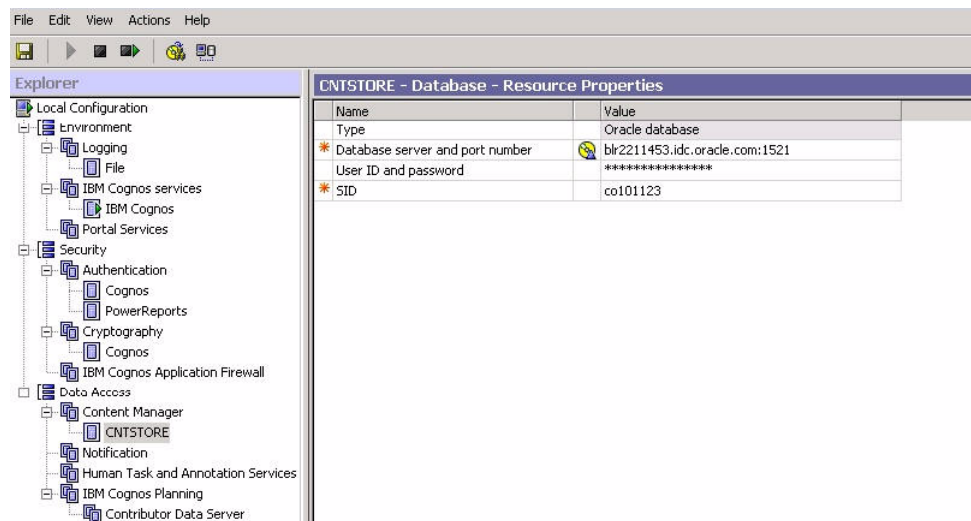 File Edit View Actions Help
Explorer
Local Configuration
Environment
Logging
File
IBM Cognos services
IBM Cognos
Portal Services
Security
Authentication
Cognos
PowerReports
Cryptography
Cognos
IBM Cognos Application Firewall
Data Access
Content Manager
CNTSTORE
Notification
Human Task and Annotation Services
IBM Cognos Planning
Contributor Data Server
CNTSTORE - Database - Resource Properties
Name Value
Type Oracle database
* Database server and port number blr2211453.idc.oracle.com:1521
User ID and password ***************
* SID co101123